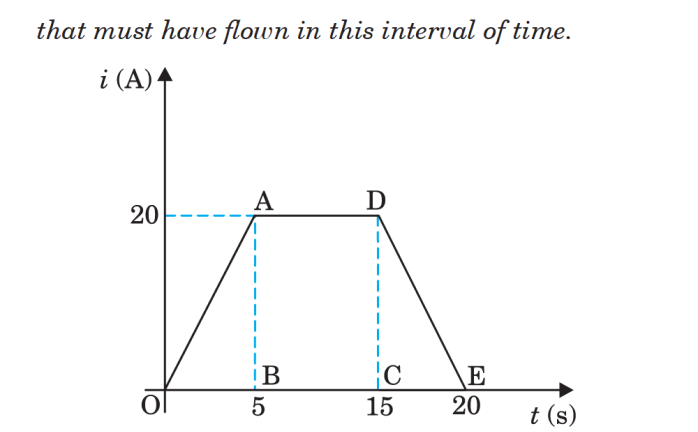 that must have flown in this interval of time.
i (A)
A
D
20
B
C
E
O
5
15
20
t (s)